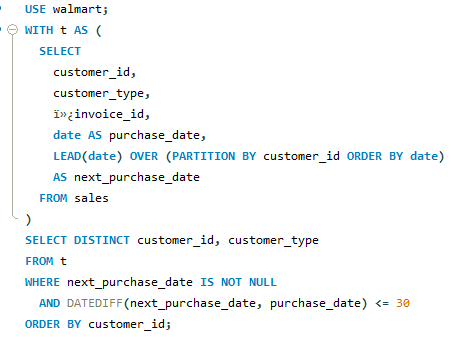 USE walmart;
WITH t AS (
SELECT
customer_id,
customer_type,
ï»¿invoice_id,
date AS purchase_date,
LEAD(date) OVER (PARTITION BY customer_id ORDER BY date)
AS next_purchase_date
FROM sales
)
SELECT DISTINCT customer_id, customer_type
FROM t
WHERE next_purchase_date IS NOT NULL
AND DATEDIFF(next_purchase_date, purchase_date) <= 30
ORDER BY customer_id;